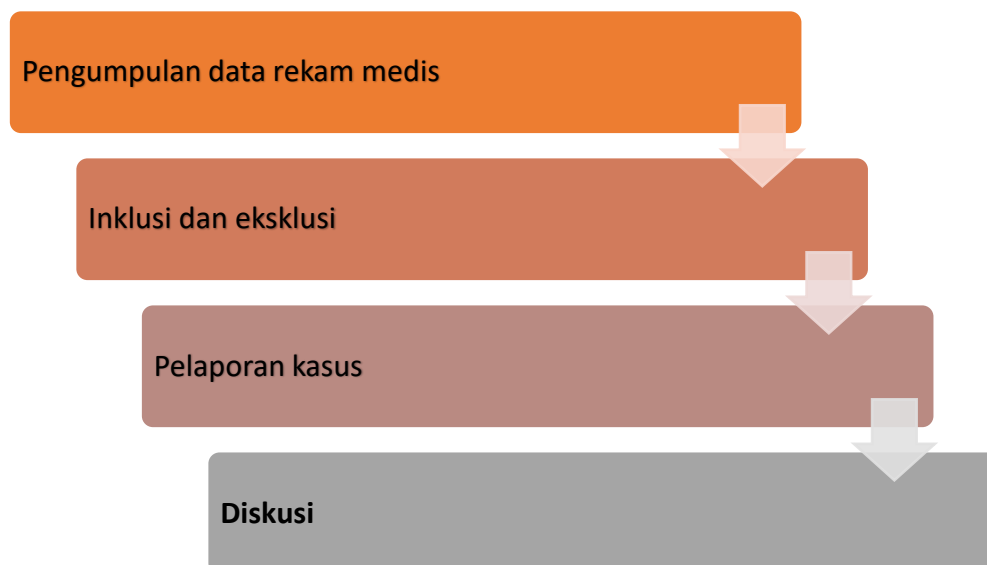 Pengumpulan data rekam medis
Inklusi dan eksklusi
Pelaporan kasus
Diskusi